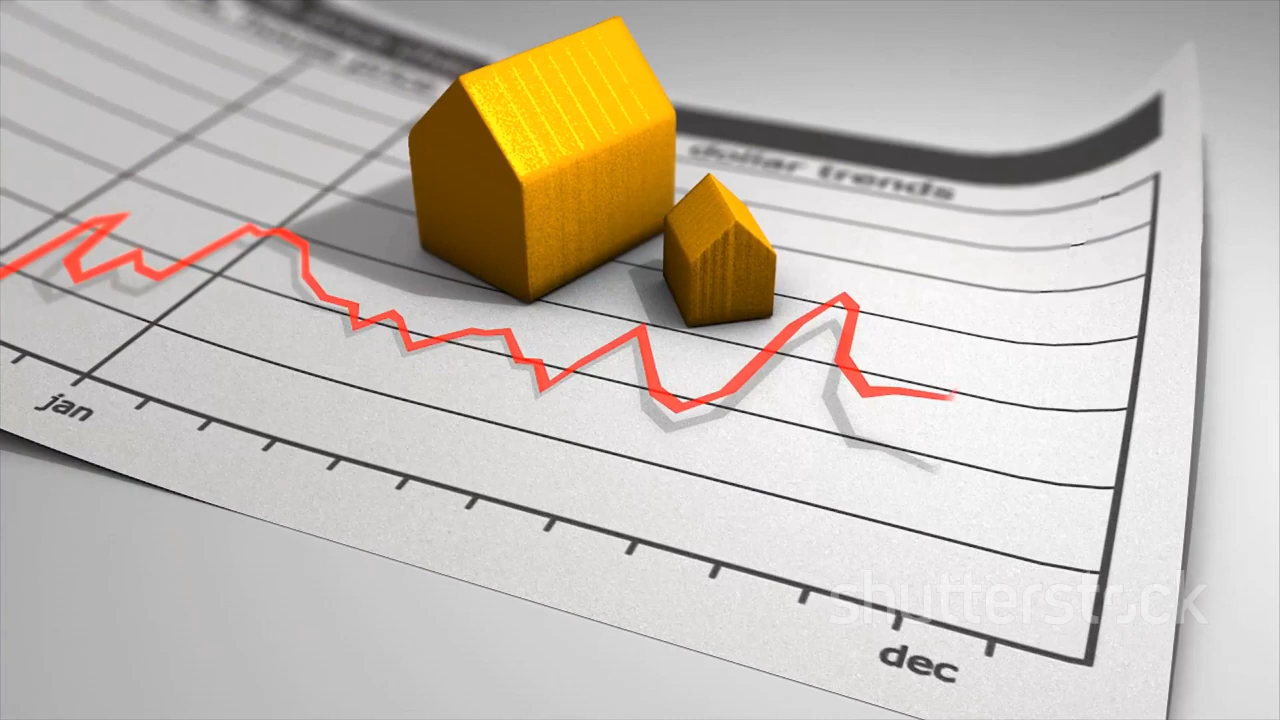 dollar trends
jan
dec
shutterstock